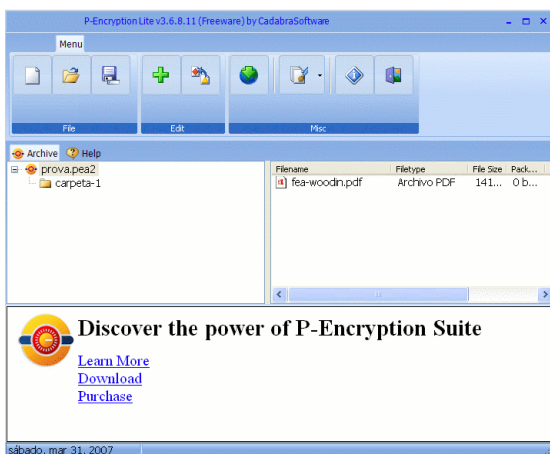 P-Encryption Lite v3.6.8.11 (Freeware) by CadabraSoftware
Menu
File
Edit
Misc
Archive Help
prova.pea2
carpeta-1
Filename Filetype File Size Pack...
fea-woodin.pdf Archivo PDF 141... 0 b...
Discover the power of P-Encryption Suite
Learn More
Download
Purchase
sábado, mar 31, 2007